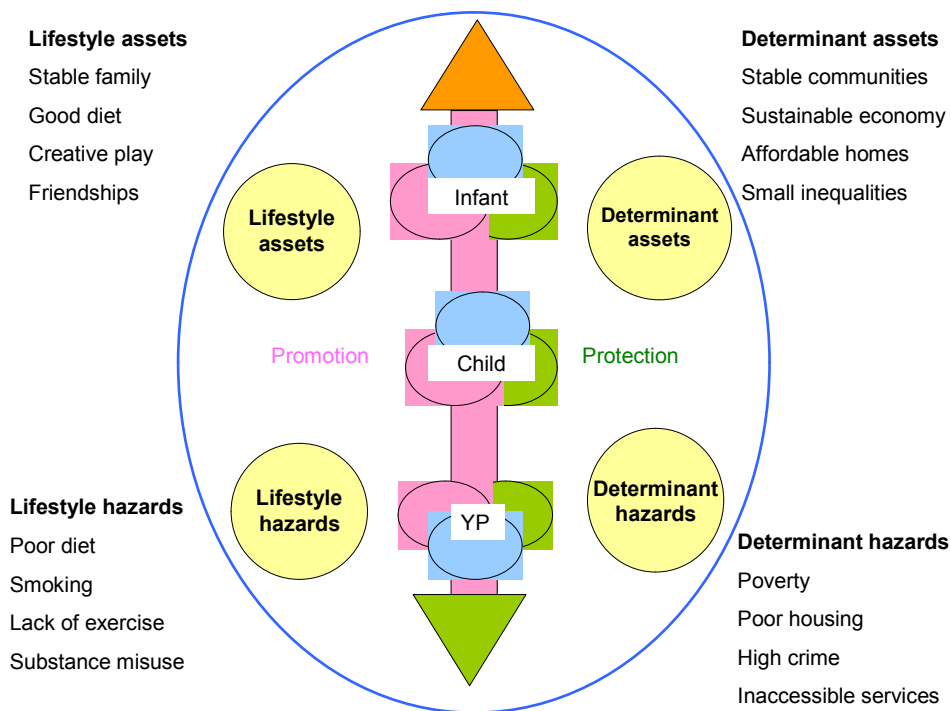 Lifestyle assets
Stable family
Good diet
Creative play
Friendships
Determinant assets
Stable communities
Sustainable economy
Affordable homes
Small inequalities
Infant
Lifestyle
assets
Determinant
assets
Promotion
Child
Protection
Lifestyle
hazards
YP
Determinant
hazards
Lifestyle hazards
Poor diet
Smoking
Lack of exercise
Substance misuse
Determinant hazards
Poverty
Poor housing
High crime
Inaccessible services